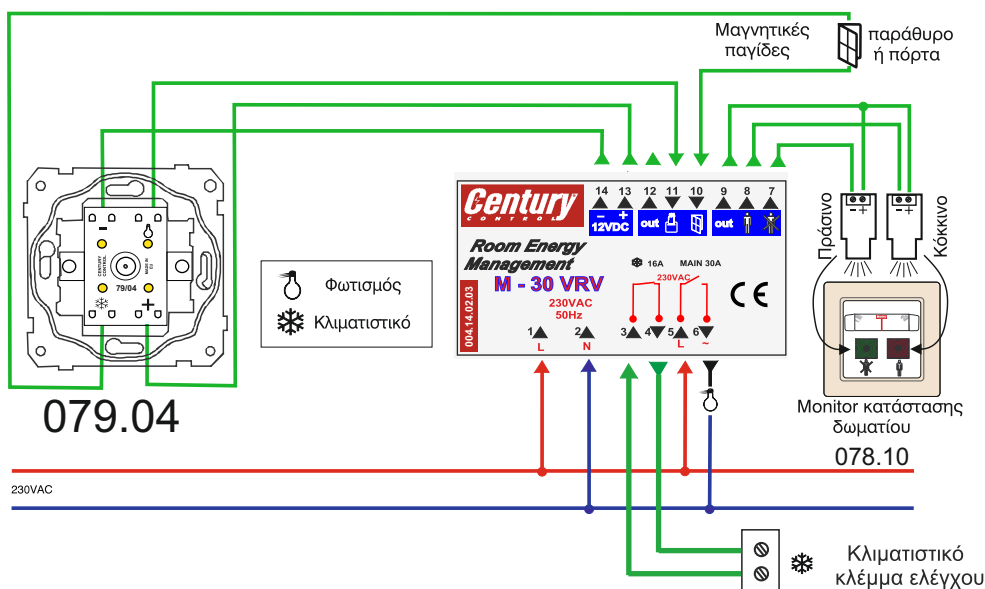 Μαγνητικές
παγίδες
παράθυρο
ή πόρτα
14 13 12 11 10 9 8 7
Century
CONTROL
− +
12VDC
out
out
Room Energy
Management
M - 30 VRV
230VAC
50Hz
004.14.02.03
16A MAIN 30A
230VAC
CE
1 2 3 4 5 6
L N L ~
−
CENTURY
CONTROL
MADE IN
EU
79/04
+
079.04
Φωτισμός
Κλιματιστικό
Πράσινο
− +
− +
Κόκκινο
Monitor κατάστασης
δωματίου
078.10
230VAC
Κλιματιστικό
κλέμμα ελέγχου